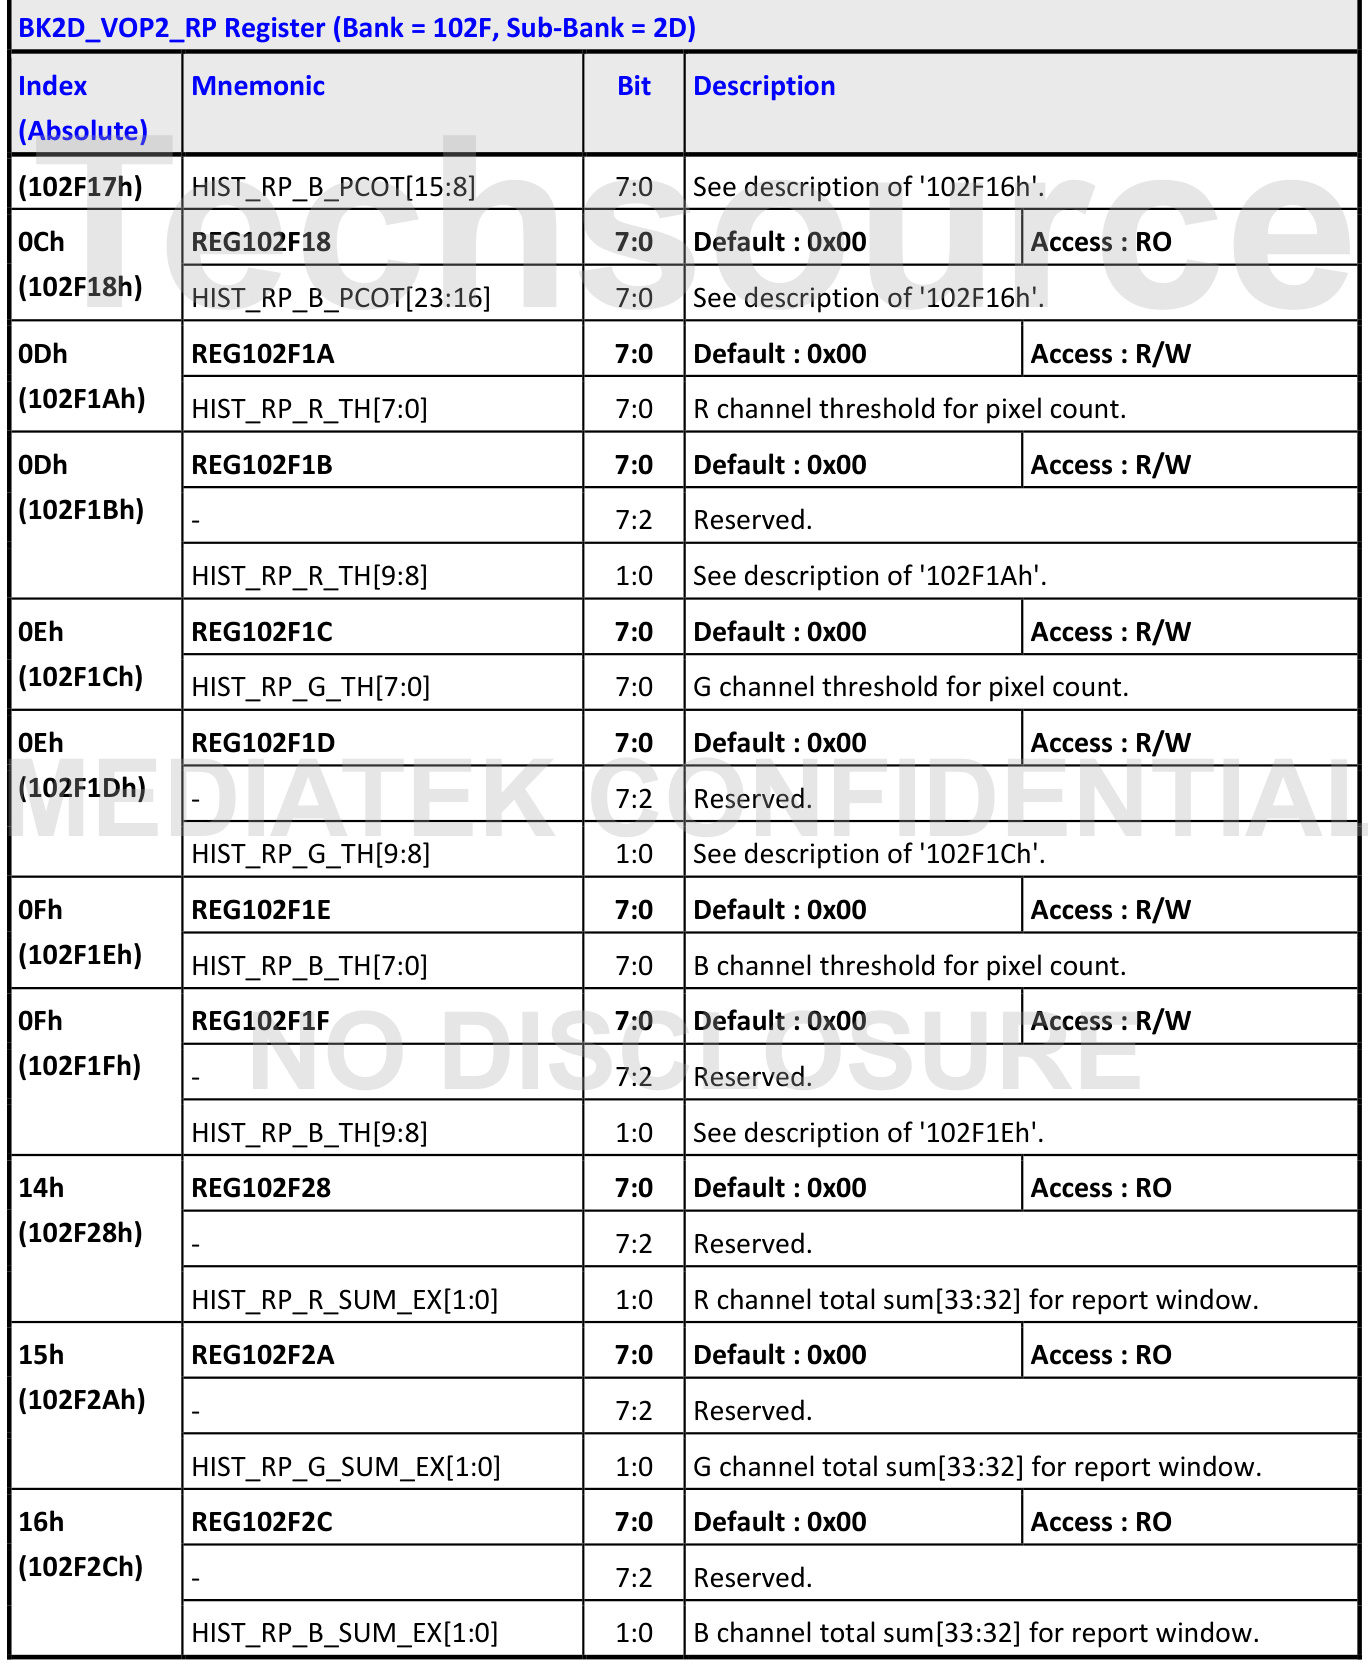 BK2D_VOP2_RP Register (Bank = 102F, Sub-Bank = 2D)
Index (Absolute) Mnemonic Bit Description
(102F17h) HIST_RP_B_PCOT[15:8] 7:0 See description of '102F16h'.
0Ch REG102F18 7:0 Default : 0x00 Access : RO
(102F18h) HIST_RP_B_PCOT[23:16] 7:0 See description of '102F16h'.
0Dh REG102F1A 7:0 Default : 0x00 Access : R/W
(102F1Ah) HIST_RP_R_TH[7:0] 7:0 R channel threshold for pixel count.
0Dh REG102F1B 7:0 Default : 0x00 Access : R/W
(102F1Bh) - 7:2 Reserved.
HIST_RP_R_TH[9:8] 1:0 See description of '102F1Ah'.
0Eh REG102F1C 7:0 Default : 0x00 Access : R/W
(102F1Ch) HIST_RP_G_TH[7:0] 7:0 G channel threshold for pixel count.
0Eh REG102F1D 7:0 Default : 0x00 Access : R/W
(102F1Dh) - 7:2 Reserved.
HIST_RP_G_TH[9:8] 1:0 See description of '102F1Ch'.
0Fh REG102F1E 7:0 Default : 0x00 Access : R/W
(102F1Eh) HIST_RP_B_TH[7:0] 7:0 B channel threshold for pixel count.
0Fh REG102F1F 7:0 Default : 0x00 Access : R/W
(102F1Fh) - 7:2 Reserved.
HIST_RP_B_TH[9:8] 1:0 See description of '102F1Eh'.
14h REG102F28 7:0 Default : 0x00 Access : RO
(102F28h) - 7:2 Reserved.
HIST_RP_R_SUM_EX[1:0] 1:0 R channel total sum[33:32] for report window.
15h REG102F2A 7:0 Default : 0x00 Access : RO
(102F2Ah) - 7:2 Reserved.
HIST_RP_G_SUM_EX[1:0] 1:0 G channel total sum[33:32] for report window.
16h REG102F2C 7:0 Default : 0x00 Access : RO
(102F2Ch) - 7:2 Reserved.
HIST_RP_B_SUM_EX[1:0] 1:0 B channel total sum[33:32] for report window.
Techsource
MEDIATEK CONFIDENTIAL
NO DISCLOSURE